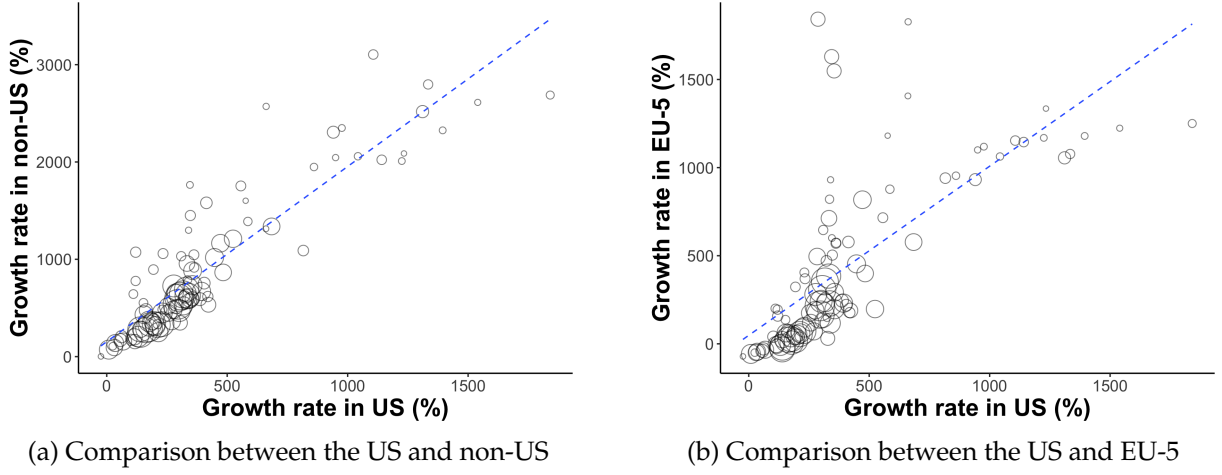 Growth rate in non-US (%)
3000
2000
1000
0
0 500 1000 1500
Growth rate in US (%)
(a) Comparison between the US and non-US
Growth rate in EU-5 (%)
1500
1000
500
0
0 500 1000 1500
Growth rate in US (%)
(b) Comparison between the US and EU-5